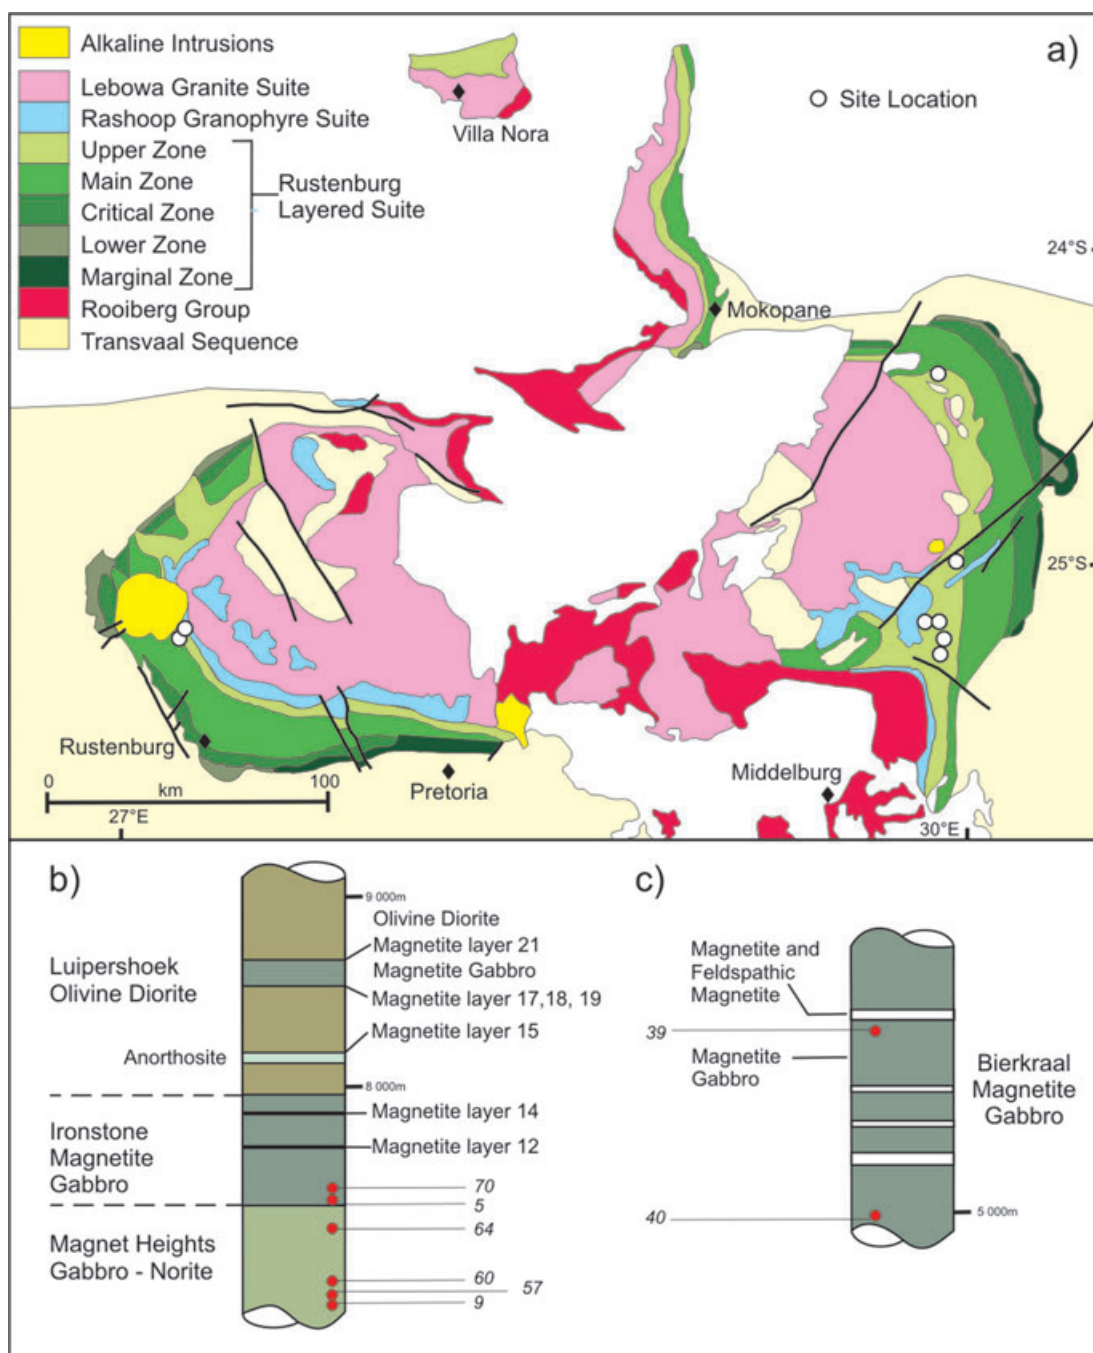 a)
Alkaline Intrusions
Lebowa Granite Suite
Rashoop Granophyre Suite
Upper Zone
Main Zone
Critical Zone
Lower Zone
Marginal Zone
Rustenburg
Layered Suite
Rooiberg Group
Transvaal Sequence
Villa Nora
Site Location
24°S
Mokopane
25°S
Rustenburg
0
100
km
27°E
Pretoria
Middelburg
30°E
b)
9 000m
Olivine Diorite
Magnetite layer 21
Magnetite Gabbro
Magnetite layer 17,18, 19
Magnetite layer 15
Luipershoek
Olivine Diorite
Anorthosite
8 000m
Magnetite layer 14
Magnetite layer 12
Ironstone
Magnetite
Gabbro
70
5
64
Magnet Heights
Gabbro - Norite
60
57
9
c)
Magnetite and
Feldspathic
Magnetite
39
Magnetite
Gabbro
Bierkraal
Magnetite
Gabbro
40
5 000m